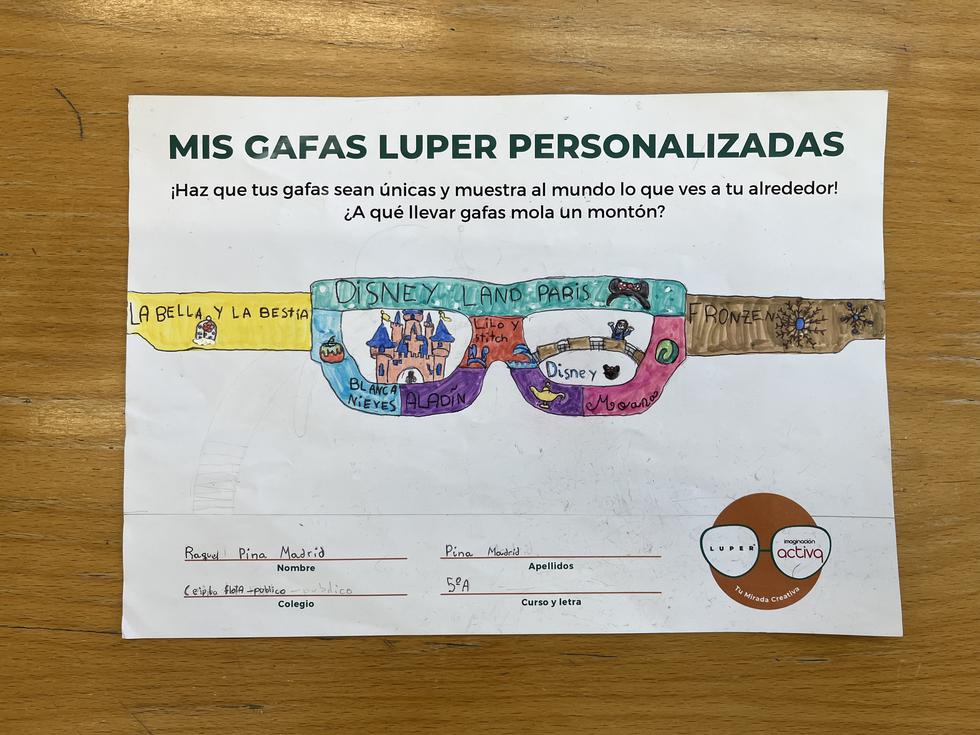 MIS GAFAS LUPER PERSONALIZADAS
¡Haz que tus gafas sean únicas y muestra al mundo lo que ves a tu alrededor!
¿A qué llevar gafas mola un montón?
DISNEY LAND PARIS
LA BELLA Y LA BESTIA
FRONZEN
LILO Y
stitch
Disney
BLANCA
NIEVES
ALADÍN
Moana
Raquel Pina Madrid
Nombre
Pina Madrid
Apellidos
flota -público
Colegio
5ºA
Curso y letra
LUPER
imaginación
activa
Tu Mirada Creativa